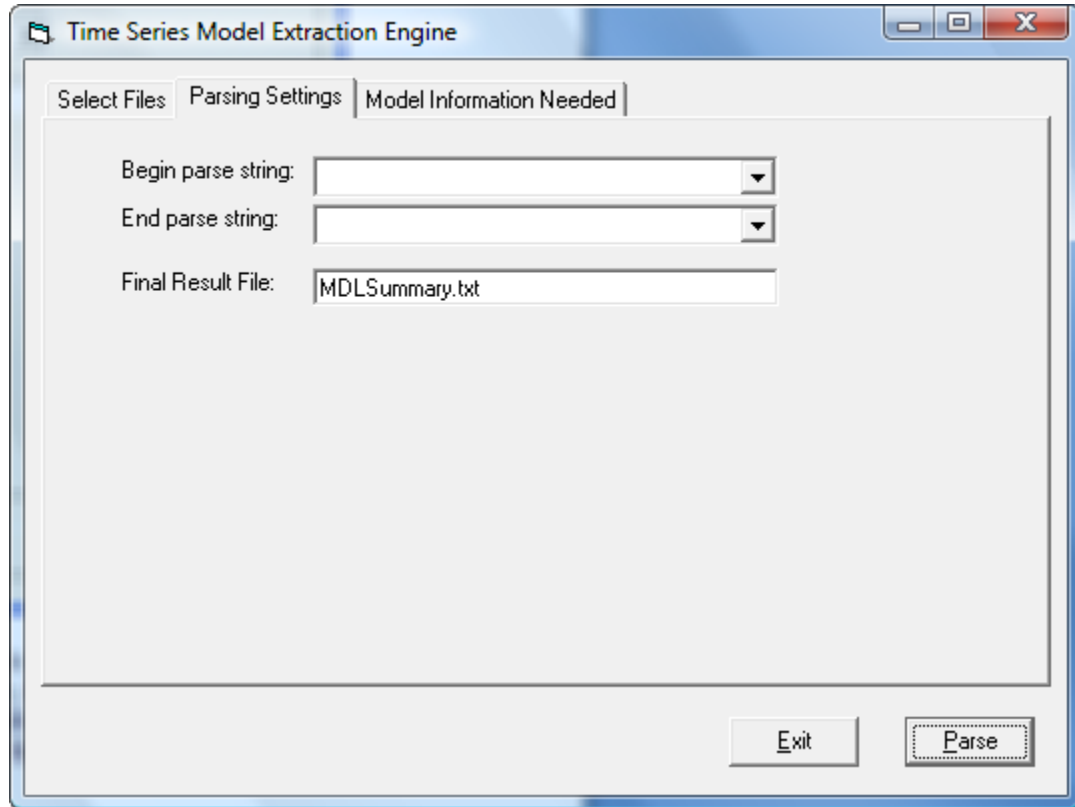 Time Series Model Extraction Engine
Select Files Parsing Settings Model Information Needed
Begin parse string:
End parse string:
Final Result File: MDLSummary.txt
Exit Parse